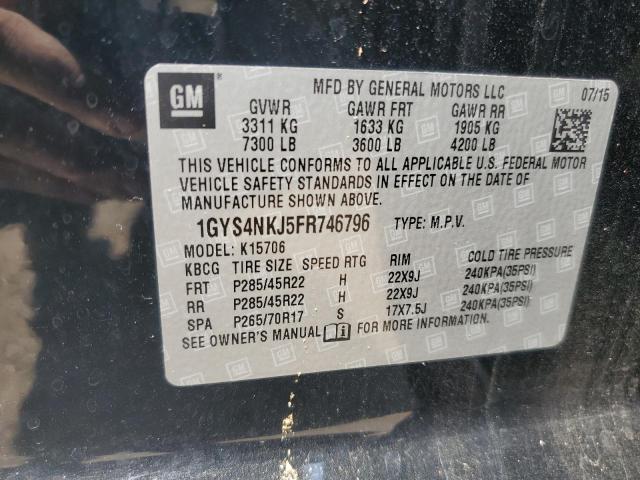 GM
MFD BY GENERAL MOTORS LLC 07/15
GVWR GAWR FRT GAWR RR
3311 KG 1633 KG 1905 KG
7300 LB 3600 LB 4200 LB
THIS VEHICLE CONFORMS TO ALL APPLICABLE U.S. FEDERAL MOTOR
VEHICLE SAFETY STANDARDS IN EFFECT ON THE DATE OF
MANUFACTURE SHOWN ABOVE.
1GYS4NKJ5FR746796 TYPE: M.P.V.
MODEL: K15706
KBCG TIRE SIZE SPEED RTG RIM COLD TIRE PRESSURE
FRT P285/45R22 H 22X9J 240KPA(35PSI)
RR P285/45R22 H 22X9J 240KPA(35PSI)
SPA P265/70R17 S 17X7.5J 240KPA(35PSI)
SEE OWNER'S MANUAL FOR MORE INFORMATION.